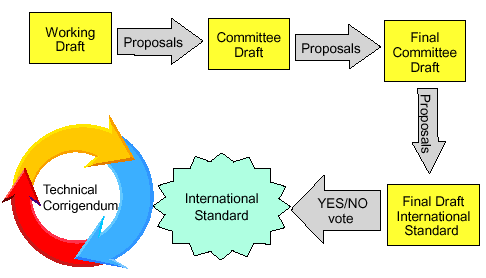 Working
Draft
Proposals
Committee
Draft
Proposals
Final
Committee
Draft
Proposals
Final Draft
International
Standard
YES/NO
vote
International
Standard
Technical
Corrigendum